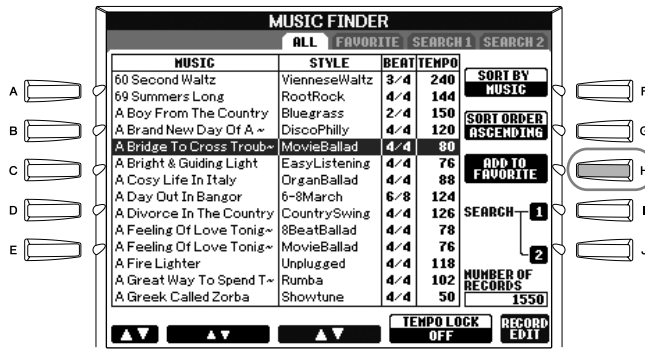 MUSIC FINDER
ALL FAVORITE SEARCH 1 SEARCH 2
MUSIC STYLE BEAT TEMPO
60 Second Waltz VienneseWaltz 3/4 240
69 Summers Long RootRock 4/4 144
A Boy From The Country Bluegrass 2/4 150
A Brand New Day Of A ~ DiscoPhilly 4/4 120
A Bridge To Cross Troub~ MovieBallad 4/4 80
A Bright & Guiding Light EasyListening 4/4 76
A Cosy Life In Italy OrganBallad 4/4 88
A Day Out In Bangor 6-8March 6/8 124
A Divorce In The Country CountrySwing 4/4 126
A Feeling Of Love Tonig~ 8BeatBallad 4/4 78
A Feeling Of Love Tonig~ MovieBallad 4/4 76
A Fire Lighter Unplugged 4/4 118
A Great Way To Spend T~ Rumba 4/4 102
A Greek Called Zorba Showtune 4/4 50
SORT BY
MUSIC
SORT ORDER
ASCENDING
ADD TO
FAVORITE
SEARCH 1
2
NUMBER OF
RECORDS
1550
TEMPO LOCK
OFF
RECORD
EDIT
A
B
C
D
E
F
G
H
I
J